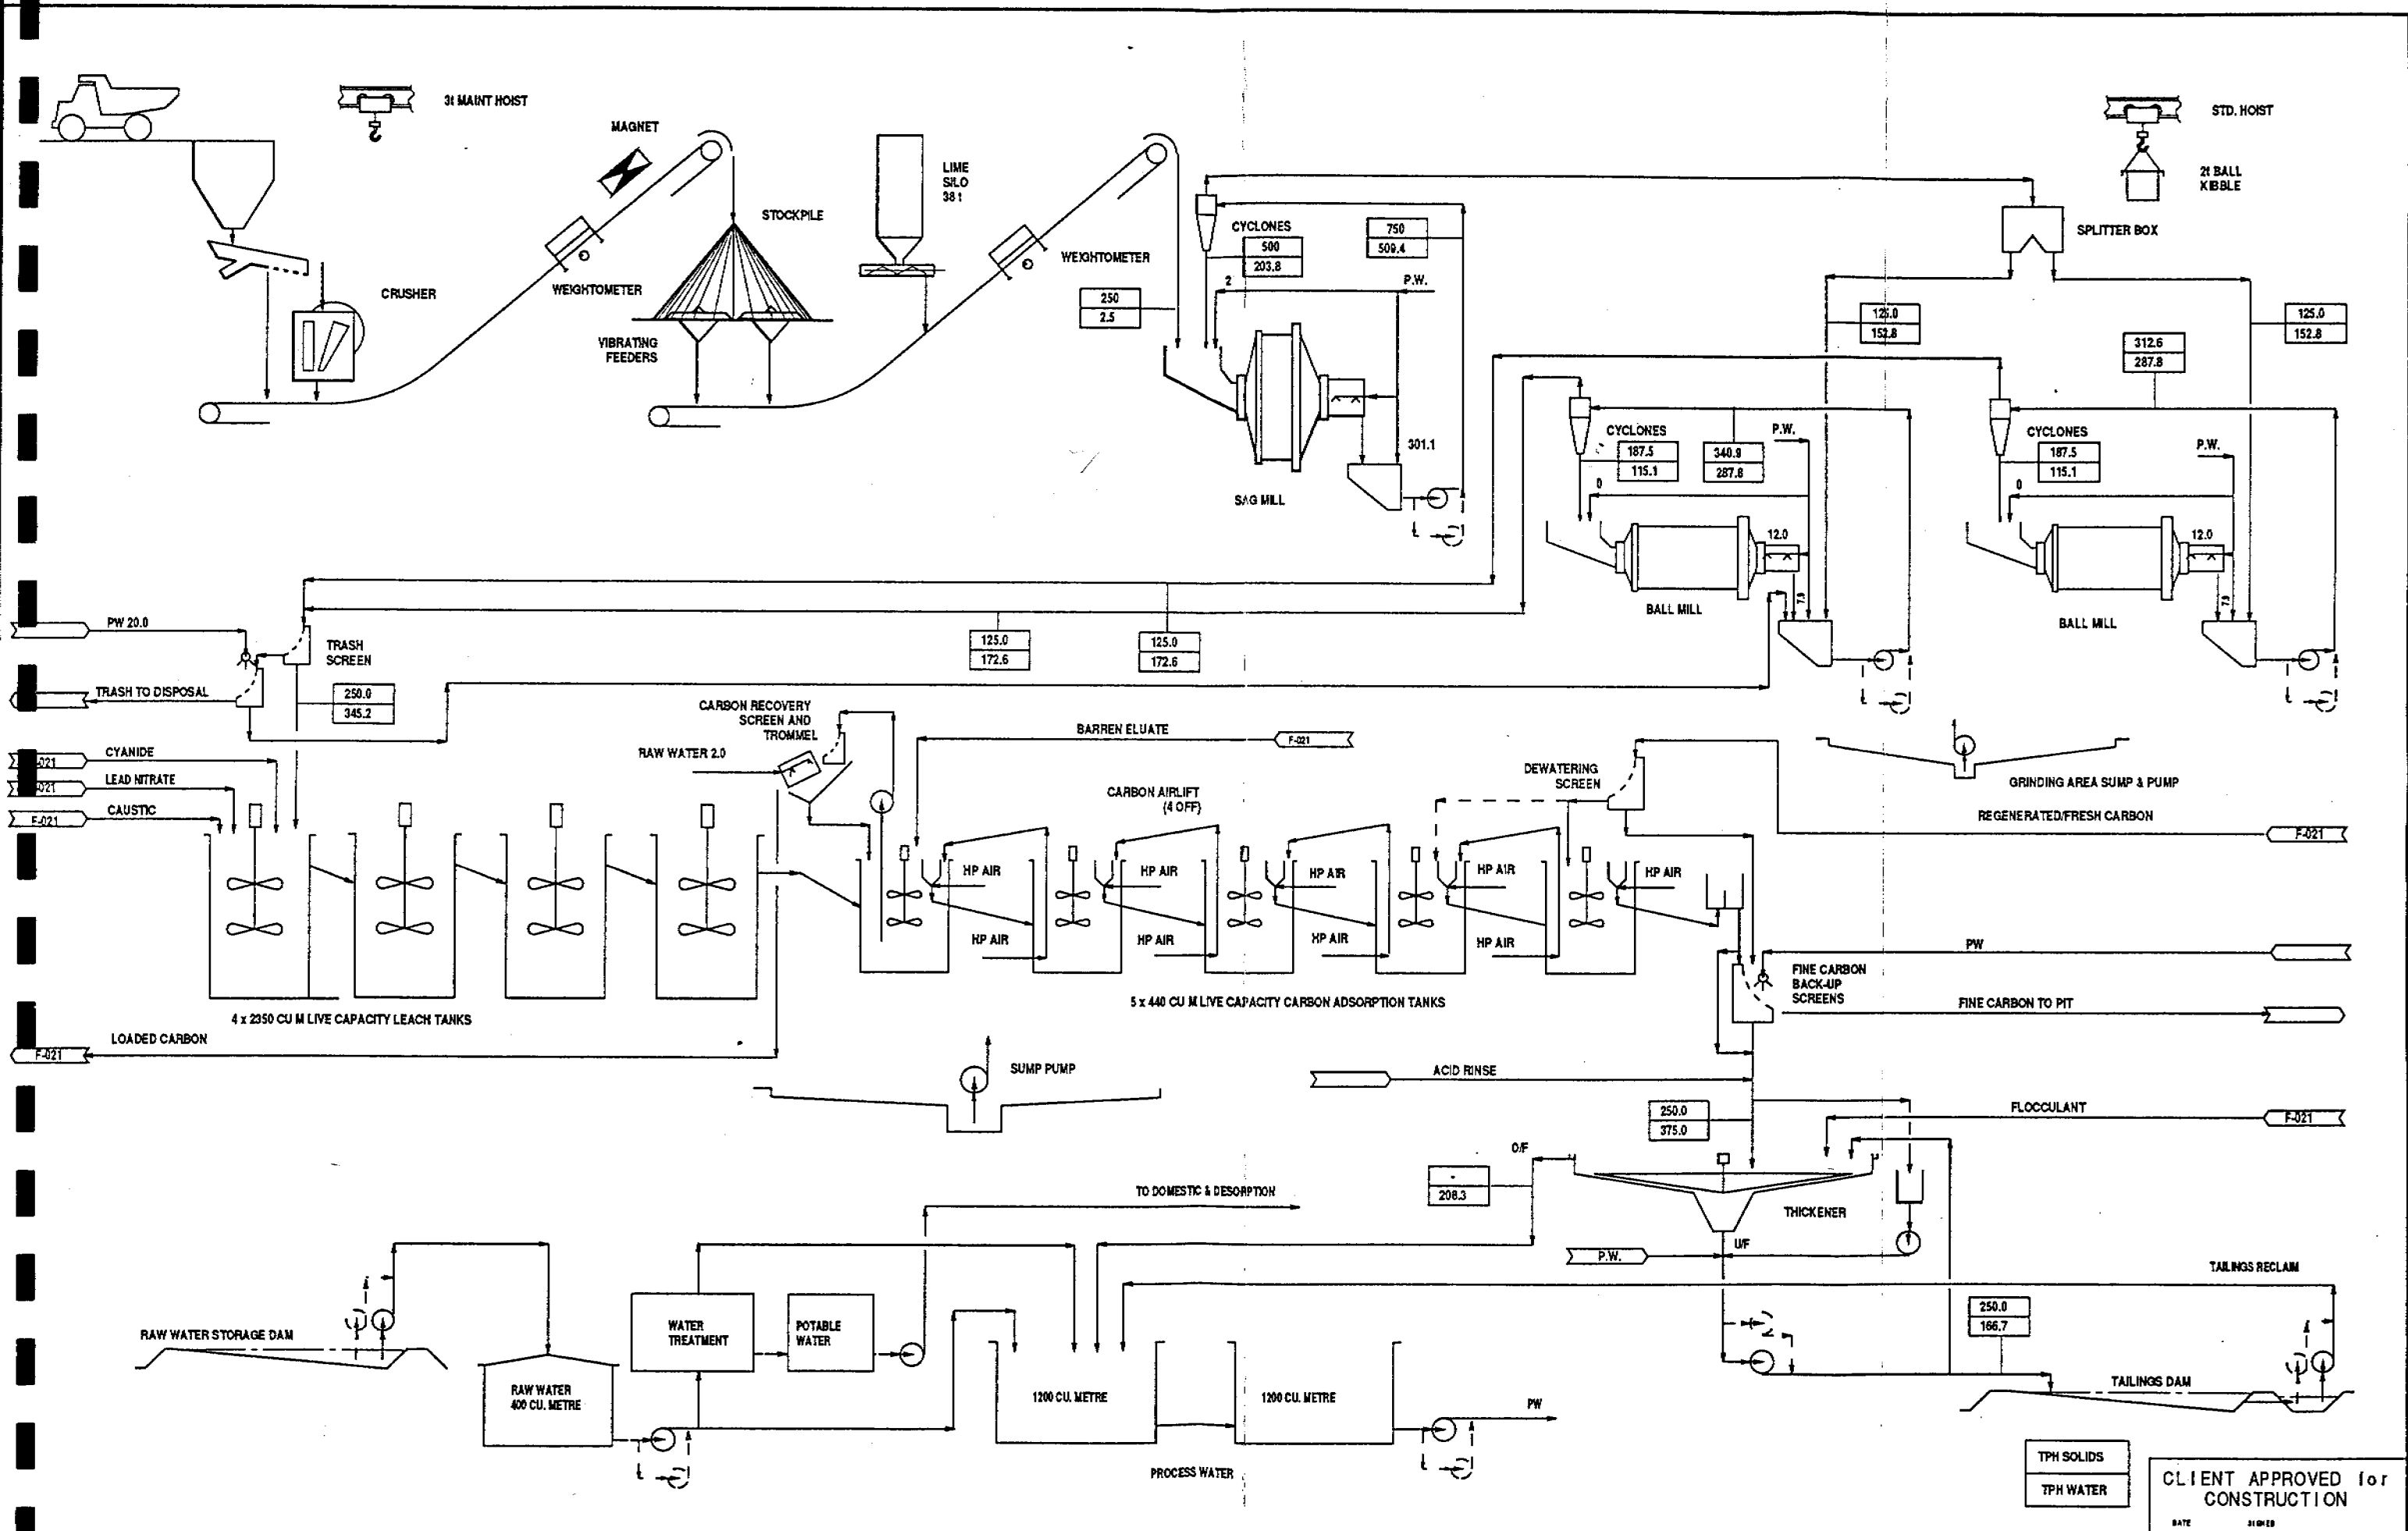 3t MAINT HOIST
MAGNET
STD. HOIST
2t BALL
KIBBLE
LIME
SILO
38 t
STOCKPILE
CYCLONES
500
203.8
750
509.4
SPLITTER BOX
WEIGHTOMETER
CRUSHER
WEIGHTOMETER
2
P.W.
250
2.5
125.0
152.8
125.0
152.8
VIBRATING
FEEDERS
312.6
287.8
301.1
CYCLONES
187.5
115.1
340.9
287.8
P.W.
CYCLONES
187.5
115.1
P.W.
SAG MILL
0
0
12.0
12.0
7.9
7.9
BALL MILL
BALL MILL
PW 20.0
TRASH
SCREEN
125.0
172.6
125.0
172.6
TRASH TO DISPOSAL
250.0
345.2
CARBON RECOVERY
SCREEN AND
TROMMEL
RAW WATER 2.0
BARREN ELUATE
F-021
CYANIDE
-021
LEAD NITRATE
-021
CAUSTIC
F-021
DEWATERING
SCREEN
CARBON AIRLIFT
(4 OFF)
GRINDING AREA SUMP & PUMP
REGENERATED/FRESH CARBON
F-021
HP AIR
HP AIR
HP AIR
HP AIR
HP AIR
HP AIR
HP AIR
HP AIR
HP AIR
PW
FINE CARBON
BACK-UP
SCREENS
FINE CARBON TO PIT
4 x 2350 CU M LIVE CAPACITY LEACH TANKS
5 x 440 CU M LIVE CAPACITY CARBON ADSORPTION TANKS
LOADED CARBON
F-021
SUMP PUMP
ACID RINSE
250.0
375.0
FLOCCULANT
F-021
O/F
-
208.3
TO DOMESTIC & DESORPTION
THICKENER
U/F
P.W.
TAILINGS RECLAIM
RAW WATER STORAGE DAM
WATER
TREATMENT
POTABLE
WATER
250.0
166.7
RAW WATER
400 CU. METRE
1200 CU. METRE
1200 CU. METRE
PW
TAILINGS DAM
PROCESS WATER
TPH SOLIDS
TPH WATER
CLIENT APPROVED for
CONSTRUCTION
DATE SIGNED